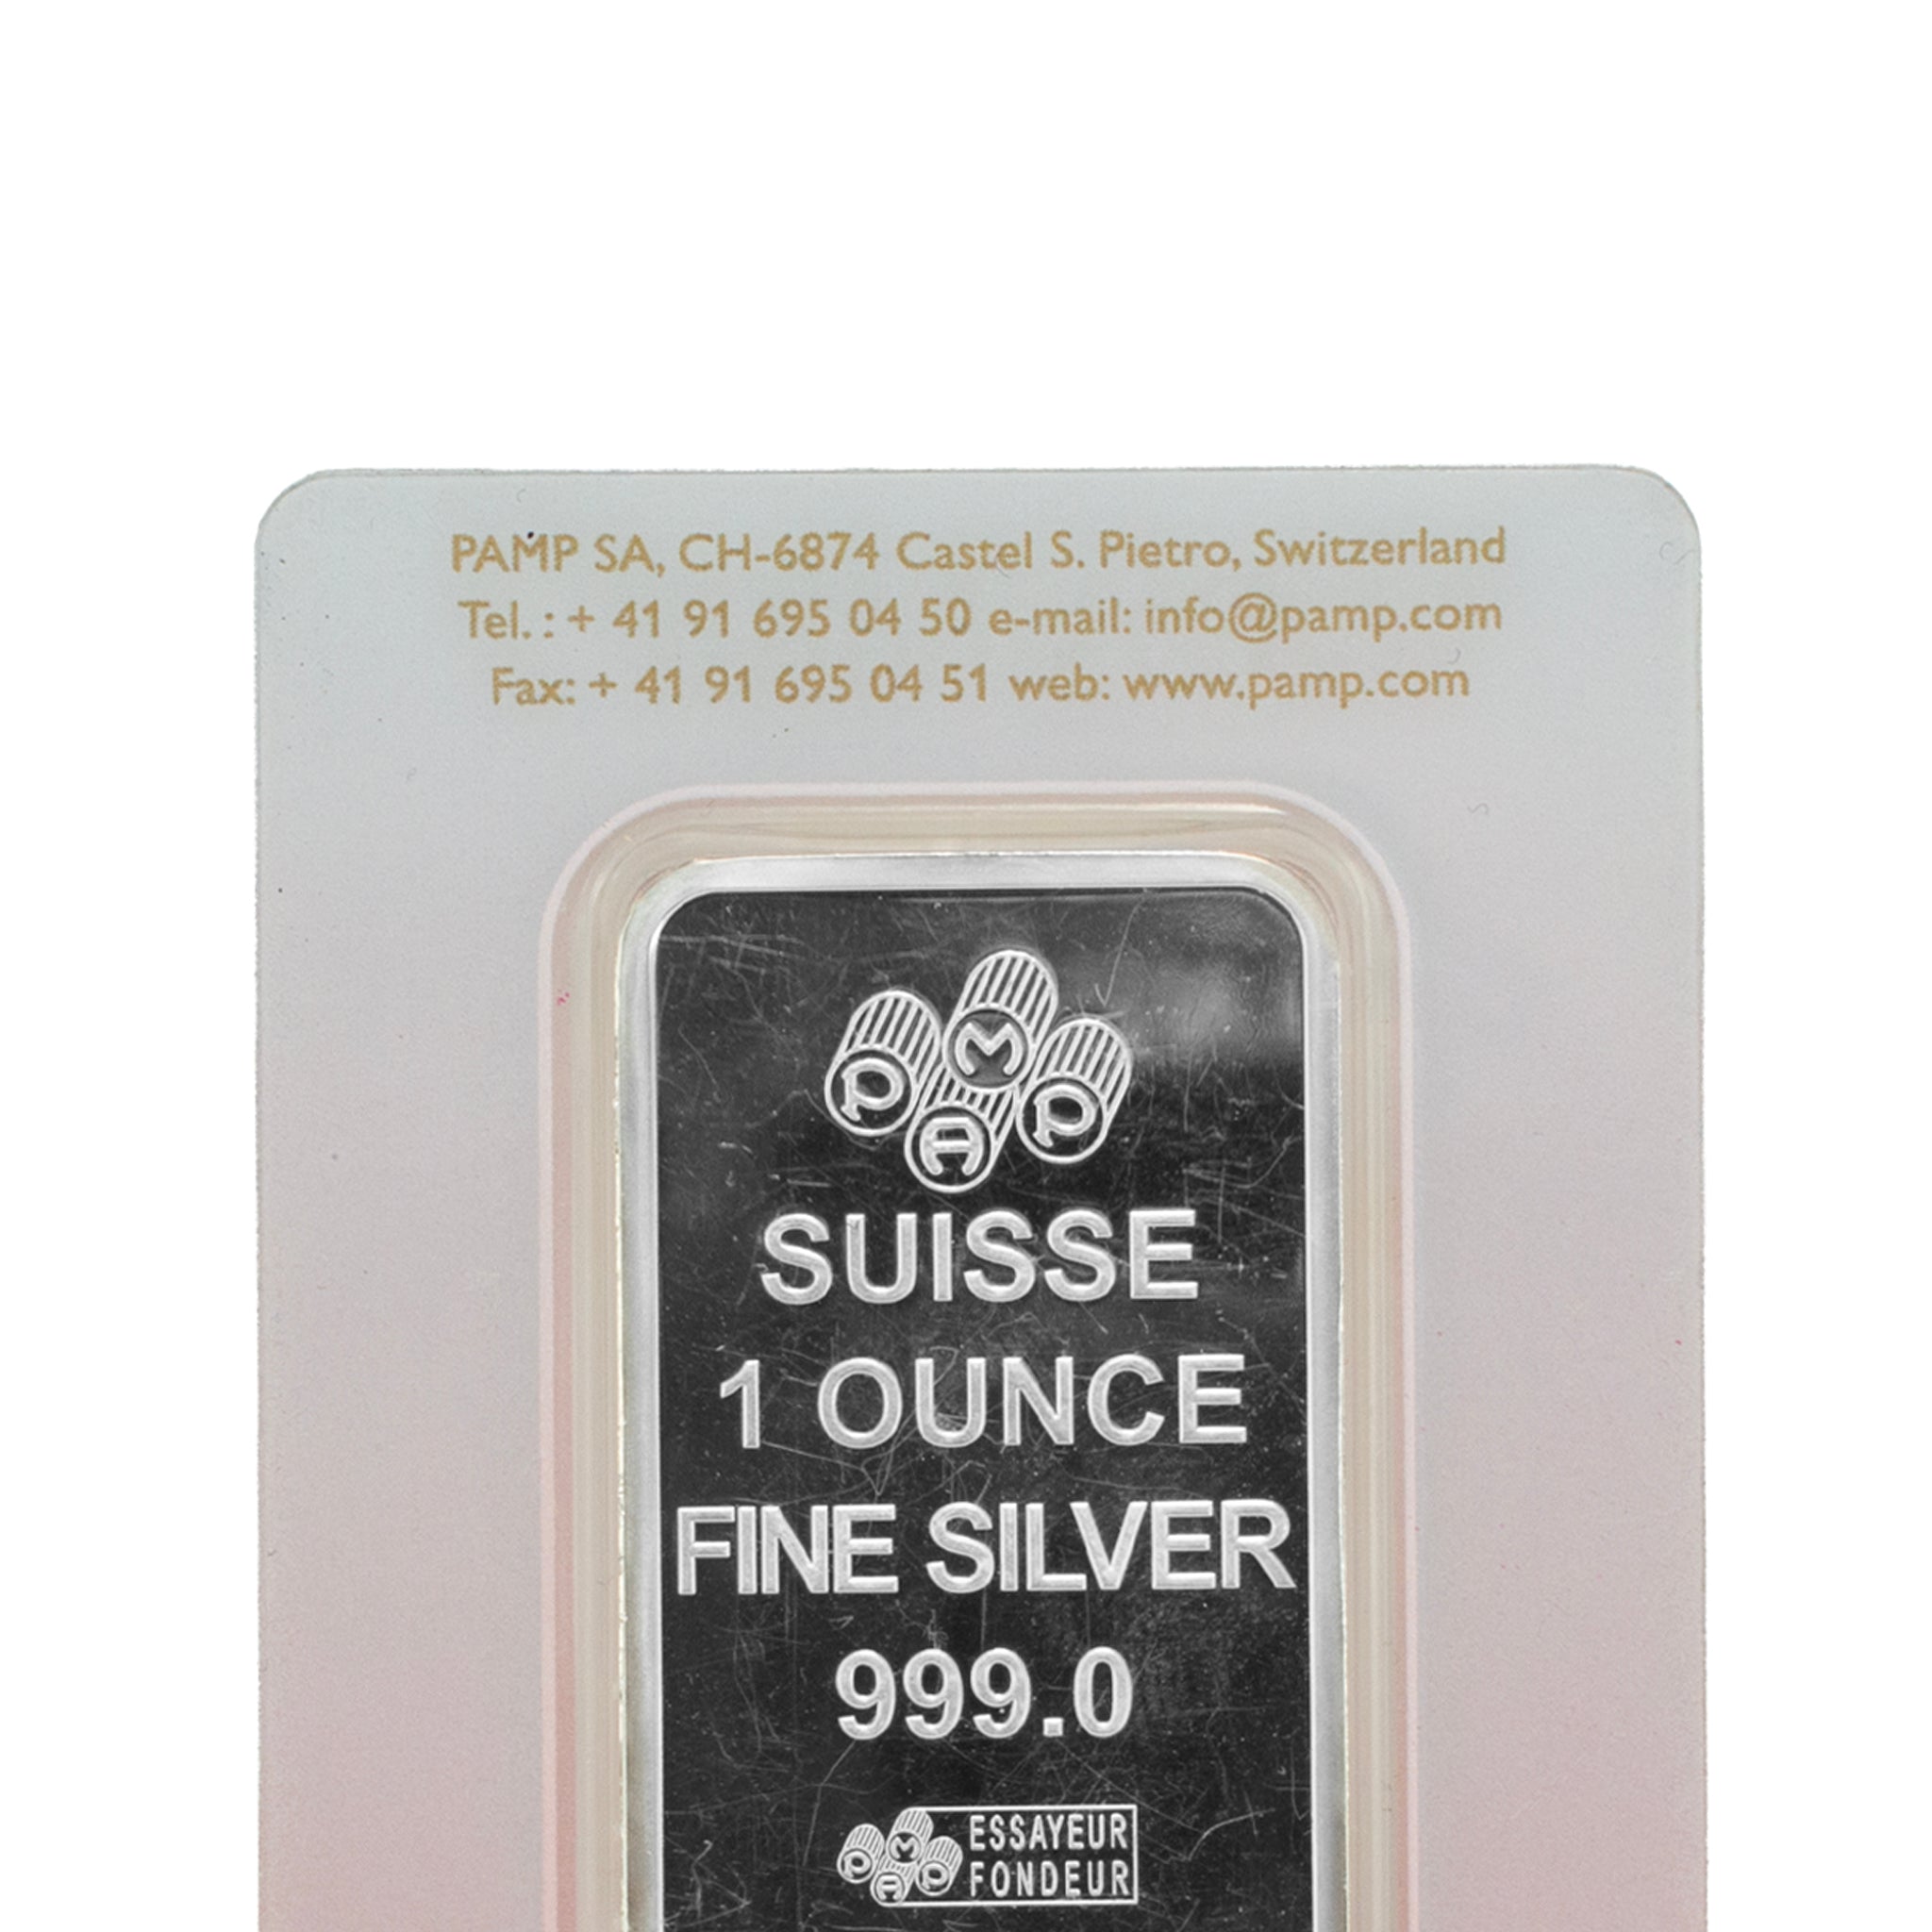 PAMP SA, CH-6874 Castel S. Pietro, Switzerland
Tel. : + 41 91 695 04 50 e-mail: info@pamp.com
Fax: + 41 91 695 04 51 web: www.pamp.com
PAMP
SUISSE
1 OUNCE
FINE SILVER
999.0
PAMP ESSAYEUR
FONDEUR